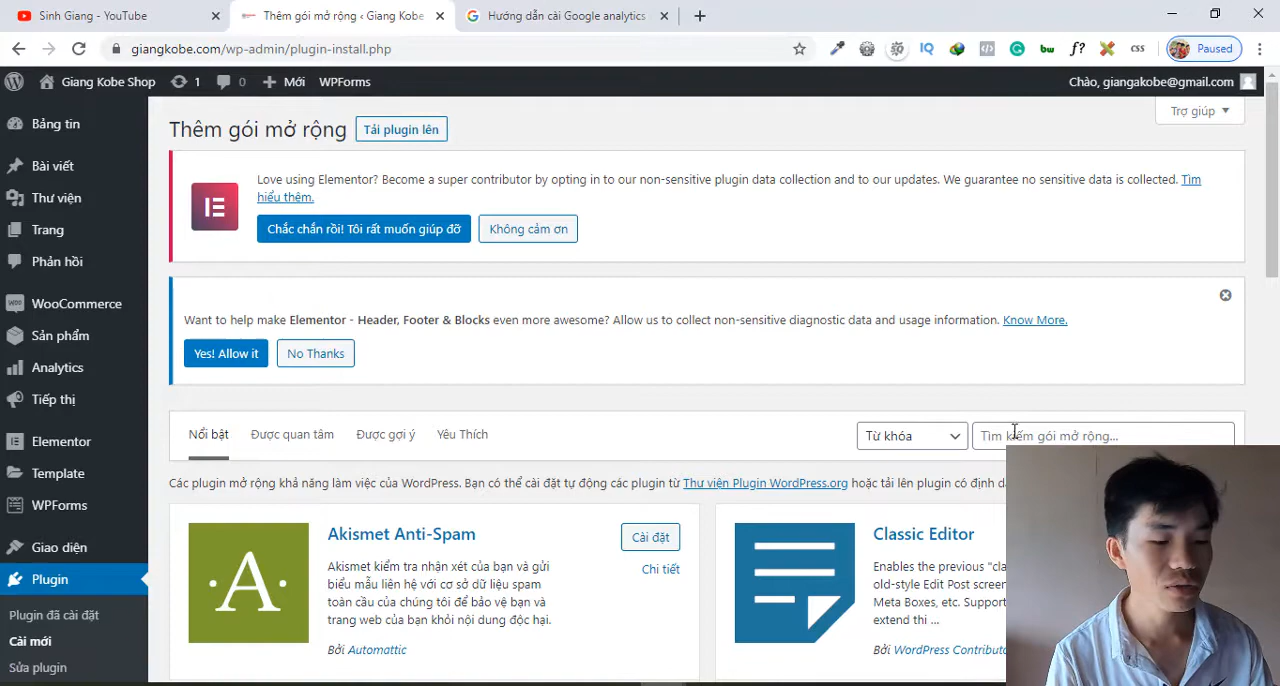 Sinh Giang - YouTube
Thêm gói mở rộng ‹ Giang Kobe
Hướng dẫn cài Google analytics
giangkobe.com/wp-admin/plugin-install.php
IQ
bw
f?
CSS
Paused
Giang Kobe Shop
1
0
Mới
WPForms
Chào, giangakobe@gmail.com
Bảng tin
Bài viết
Thư viện
Trang
Phản hồi
WooCommerce
Sản phẩm
Analytics
Tiếp thị
Elementor
Template
WPForms
Giao diện
Plugin
Plugin đã cài đặt
Cài mới
Sửa plugin
Trợ giúp
Thêm gói mở rộng
Tải plugin lên
Love using Elementor? Become a super contributor by opting in to our non-sensitive plugin data collection and to our updates. We guarantee no sensitive data is collected. Tìm
hiểu thêm.
Chắc chắn rồi! Tôi rất muốn giúp đỡ
Không cảm ơn
Want to help make Elementor - Header, Footer & Blocks even more awesome? Allow us to collect non-sensitive diagnostic data and usage information. Know More.
Yes! Allow it
No Thanks
Nổi bật
Được quan tâm
Được gợi ý
Yêu Thích
Từ khóa
Tìm kiếm gói mở rộng...
Các plugin mở rộng khả năng làm việc của WordPress. Bạn có thể cài đặt tự động các plugin từ Thư viện Plugin WordPress.org hoặc tải lên plugin có định
A
Akismet Anti-Spam
Cài đặt
Chi tiết
Akismet kiểm tra nhận xét của bạn và gửi
biểu mẫu liên hệ với cơ sở dữ liệu spam
toàn cầu của chúng tôi để bảo vệ bạn và
trang web của bạn khỏi nội dung độc hại.
Bởi Automattic
Classic Editor
Enables the previous "cla
old-style Edit Post screen
Meta Boxes, etc. Support
extend thi ...
Bởi WordPress Contributo